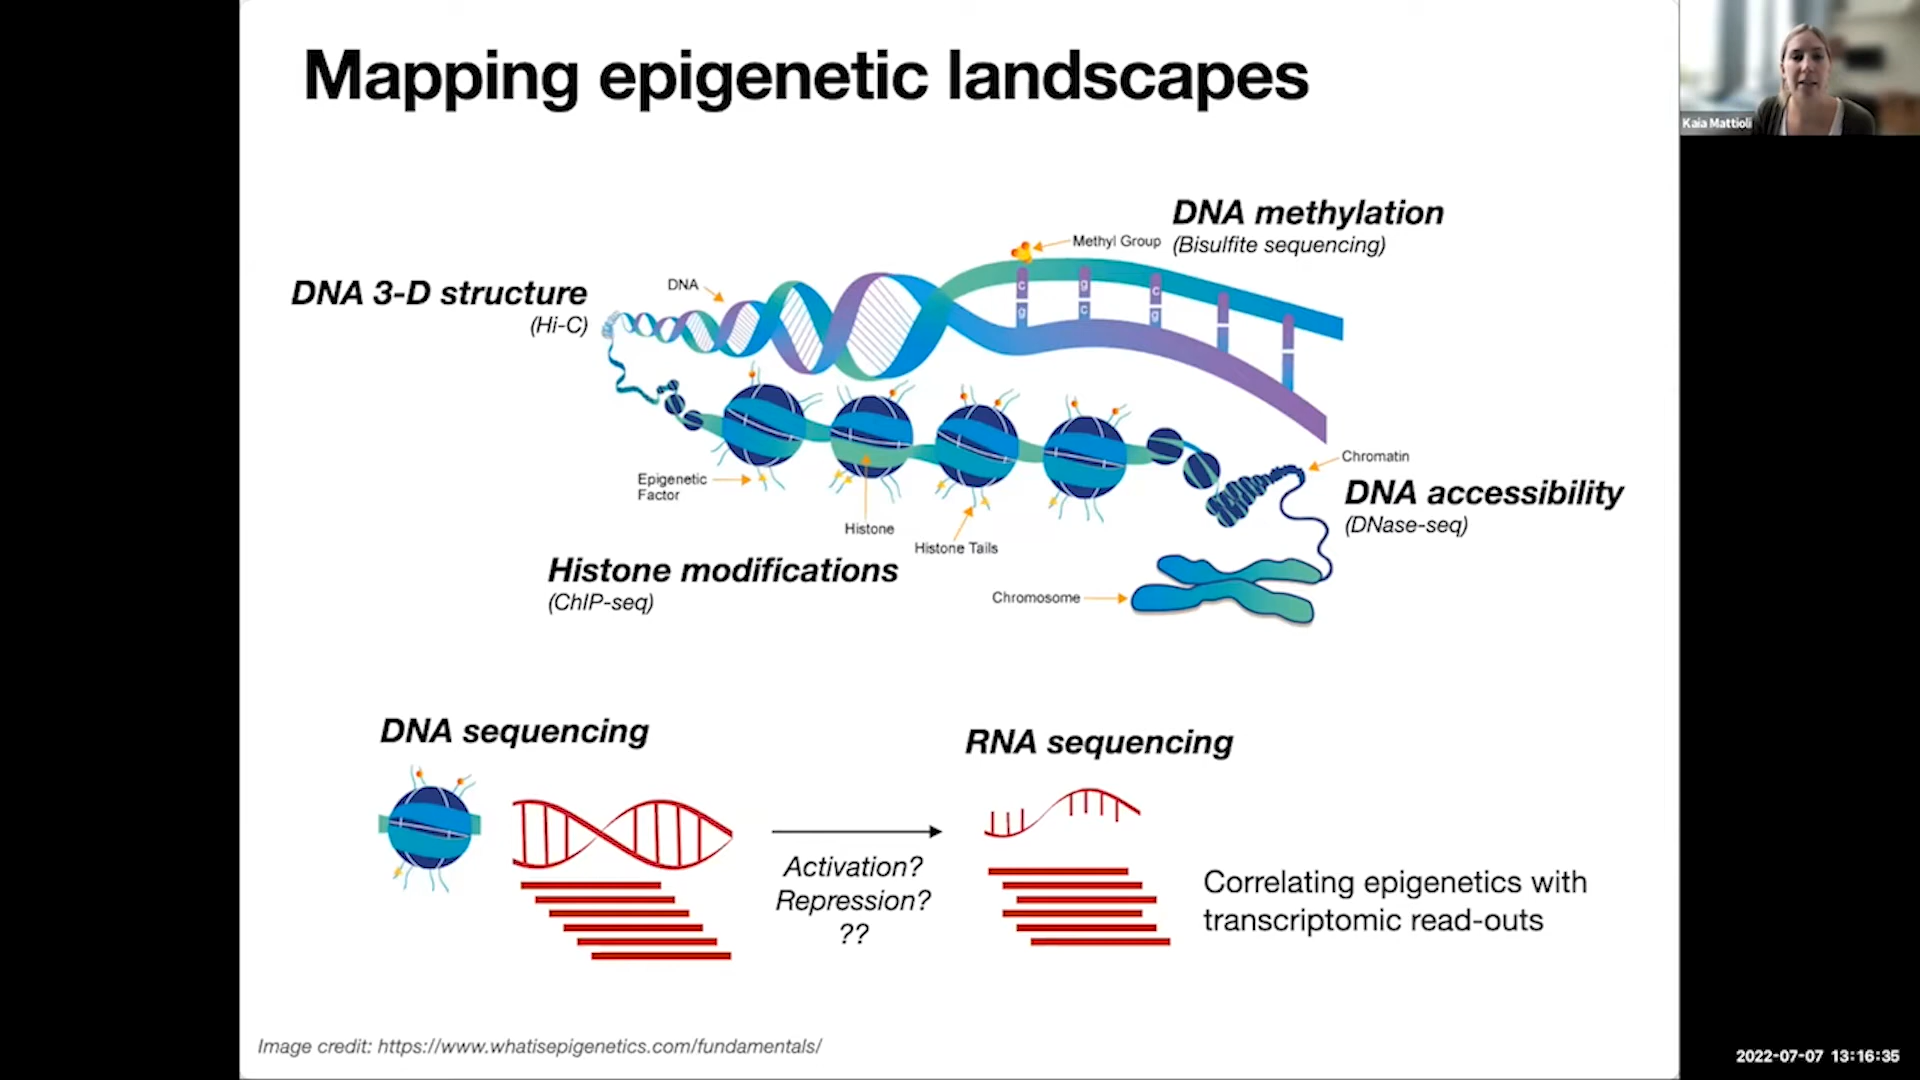 Mapping epigenetic landscapes
Kaia Mattioli
DNA methylation
(Bisulfite sequencing)
Methyl Group
DNA 3-D structure
(Hi-C)
DNA
c
g
c
g
c
g
Chromatin
DNA accessibility
(DNase-seq)
Epigenetic
Factor
Histone
Histone Tails
Histone modifications
(ChIP-seq)
Chromosome
DNA sequencing
RNA sequencing
Activation?
Repression?
??
Correlating epigenetics with
transcriptomic read-outs
Image credit: https://www.whatisepigenetics.com/fundamentals/
2022-07-07 13:16:35